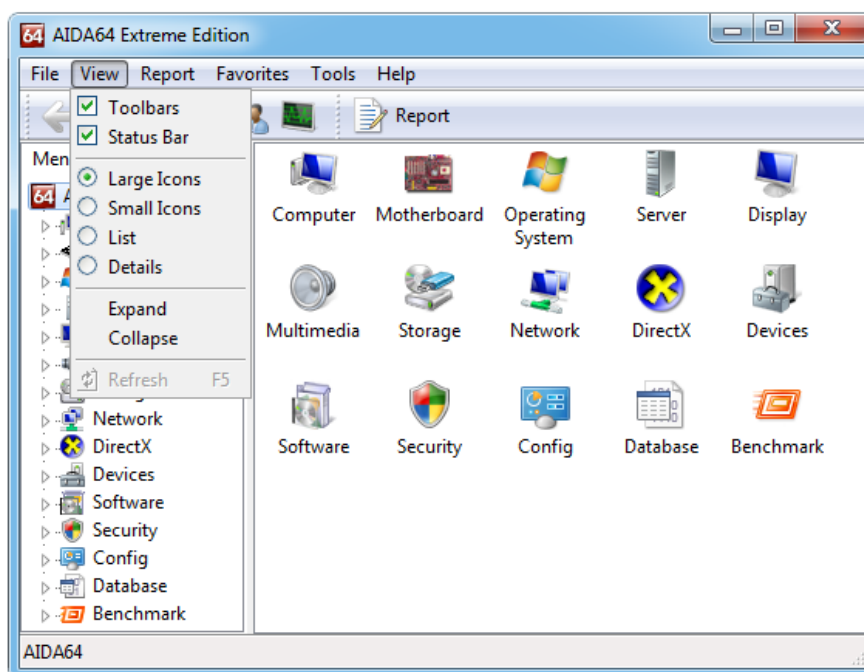 64 AIDA64 Extreme Edition
File View Report Favorites Tools Help
Toolbars
Status Bar
Large Icons
Small Icons
List
Details
Expand
Collapse
Refresh F5
Report
Men
64 A
Network
DirectX
Devices
Software
Security
Config
Database
Benchmark
Computer Motherboard Operating System Server Display
Multimedia Storage Network DirectX Devices
Software Security Config Database Benchmark
AIDA64